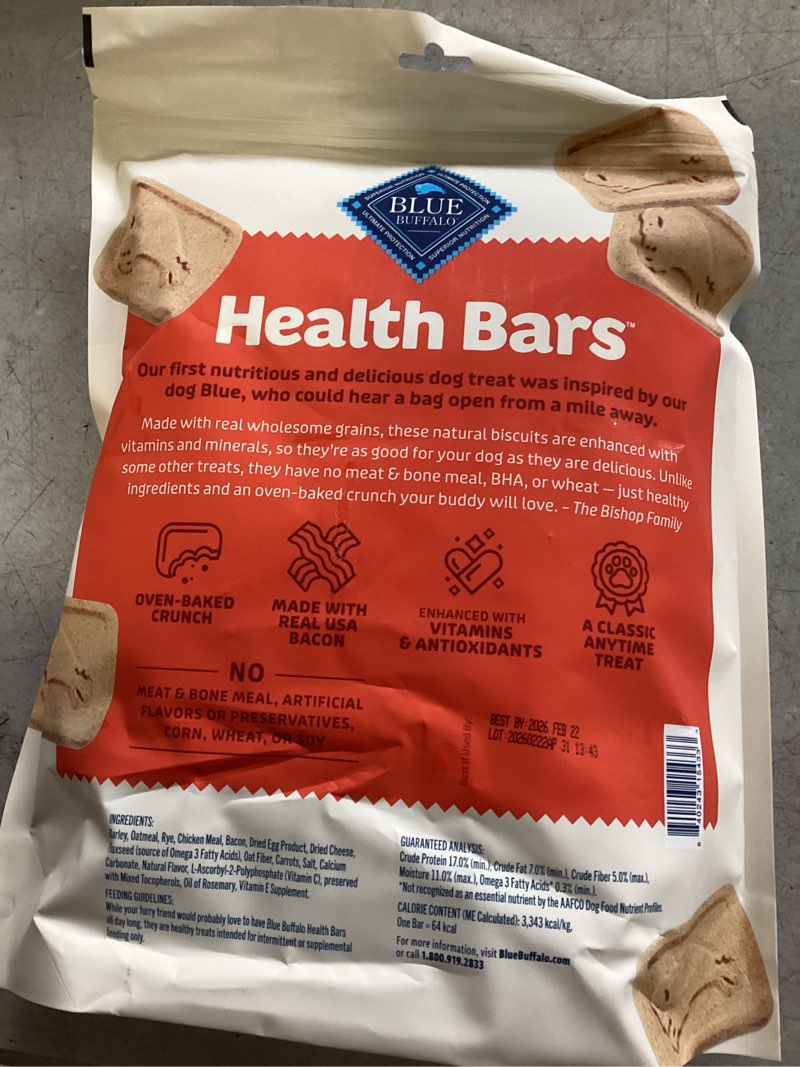 SUPERIOR NUTRITION
ULTIMATE PROTECTION
BLUE
BUFFALO
ULTIMATE PROTECTION
SUPERIOR NUTRITION
Health Bars™
Our first nutritious and delicious dog treat was inspired by our
dog Blue, who could hear a bag open from a mile away.
Made with real wholesome grains, these natural biscuits are enhanced with
vitamins and minerals, so they're as good for your dog as they are delicious. Unlike
some other treats, they have no meat & bone meal, BHA, or wheat — just healthy
ingredients and an oven-baked crunch your buddy will love. – The Bishop Family
OVEN-BAKED
CRUNCH
MADE WITH
REAL USA
BACON
ENHANCED WITH
VITAMINS
& ANTIOXIDANTS
A CLASSIC
ANYTIME
TREAT
NO
MEAT & BONE MEAL, ARTIFICIAL
FLAVORS OR PRESERVATIVES,
CORN, WHEAT, OR SOY
Best if Used By:
BEST BY:2026 FEB 22
LOT:20260222AP 31 13:43
INGREDIENTS:
Barley, Oatmeal, Rye, Chicken Meal, Bacon, Dried Egg Product, Dried Cheese,
Flaxseed (source of Omega 3 Fatty Acids), Oat Fiber, Carrots, Salt, Calcium
Carbonate, Natural Flavor, L-Ascorbyl-2-Polyphosphate (Vitamin C), preserved
with Mixed Tocopherols, Oil of Rosemary, Vitamin E Supplement.
FEEDING GUIDELINES:
While your furry friend would probably love to have Blue Buffalo Health Bars
all day long, they are healthy treats intended for intermittent or supplemental
feeding only.
GUARANTEED ANALYSIS:
Crude Protein 17.0% (min.), Crude Fat 7.0% (min.), Crude Fiber 5.0% (max.),
Moisture 11.0% (max.), Omega 3 Fatty Acids* 0.3% (min.).
*Not recognized as an essential nutrient by the AAFCO Dog Food Nutrient Profiles.
CALORIE CONTENT (ME Calculated): 3,343 kcal/kg,
One Bar = 64 kcal
For more information, visit BlueBuffalo.com
or call 1.800.919.2833